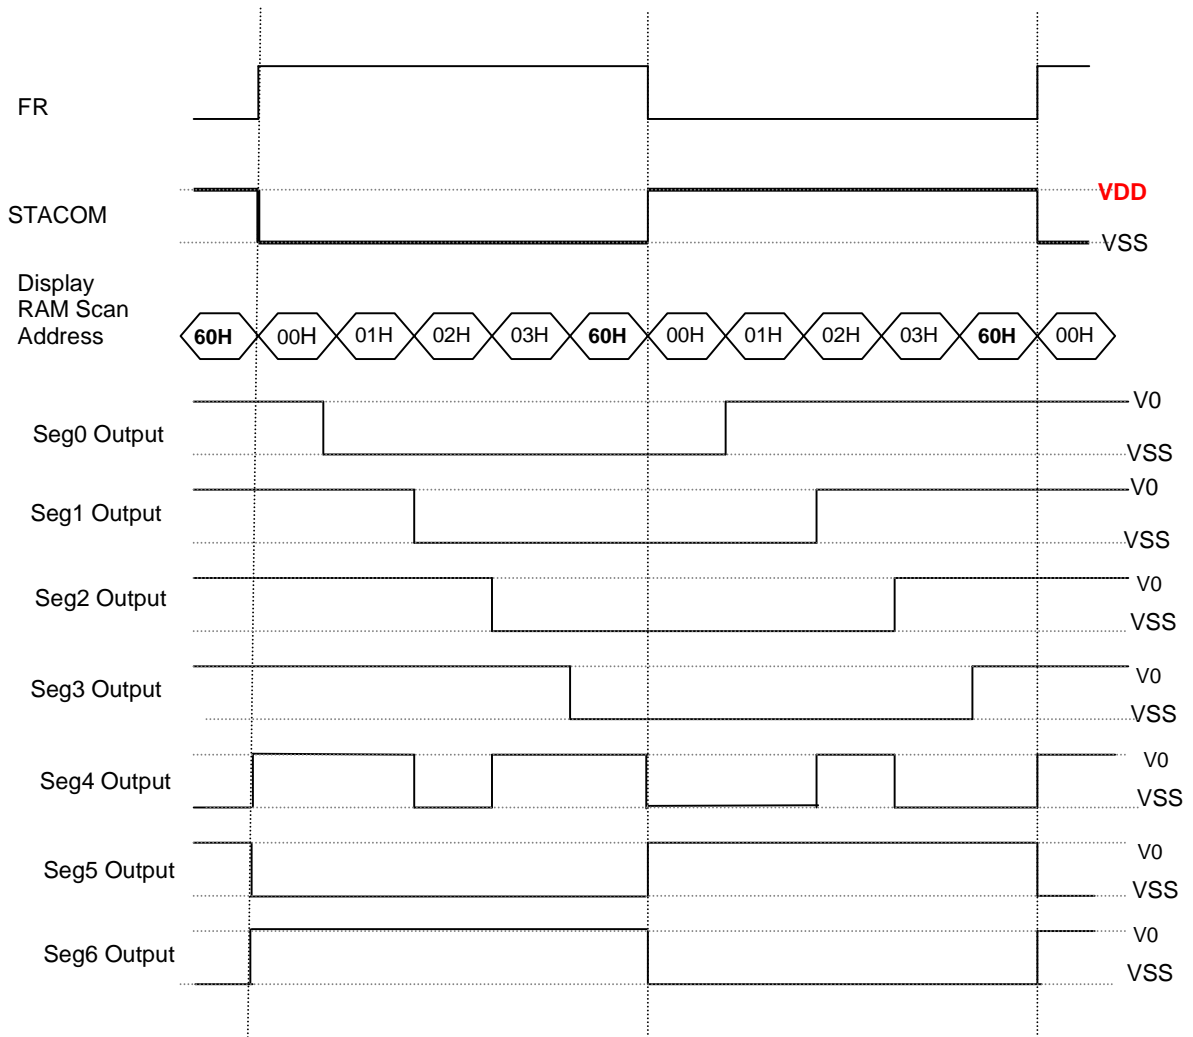 FR
VDD
STACOM
VSS
Display
RAM Scan
Address
60H 00H 01H 02H 03H 60H 00H 01H 02H 03H 60H 00H
V0
Seg0 Output
VSS
V0
Seg1 Output
VSS
V0
Seg2 Output
VSS
V0
Seg3 Output
VSS
V0
Seg4 Output
VSS
V0
Seg5 Output
VSS
V0
Seg6 Output
VSS